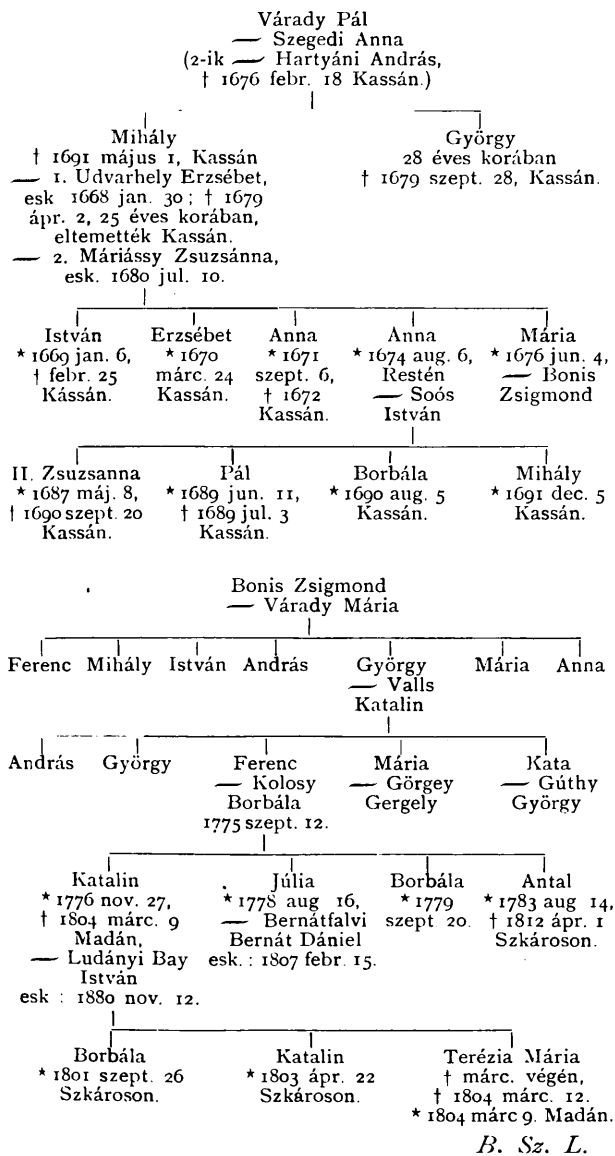 Várady Pál
— Szegedi Anna
(2-ik — Hartyáni András,
† 1676 febr. 18 Kassán.)
Mihály
† 1691 május 1, Kassán
— 1. Udvarhely Erzsébet,
esk 1668 jan. 30; † 1679
ápr. 2, 25 éves korában,
eltemették Kassán.
— 2. Máriássy Zsuzsánna,
esk. 1680 jul. 10.
György
28 éves korában
† 1679 szept. 28, Kassán.
István
* 1669 jan. 6,
† febr. 25
Kássán.
Erzsébet
* 1670
márc. 24
Kassán.
Anna
* 1671
szept. 6,
† 1672
Kassán.
Anna
* 1674 aug. 6,
Restén
— Soós
István
Mária
* 1676 jun. 4,
— Bonis
Zsigmond
II. Zsuzsanna
* 1687 máj. 8,
† 1690 szept. 20
Kassán.
Pál
* 1689 jun. 11,
† 1689 jul. 3
Kassán.
Borbála
* 1690 aug. 5
Kassán.
Mihály
* 1691 dec. 5
Kassán.
Bonis Zsigmond
— Várady Mária
Ferenc Mihály István András György Mária Anna
— Valls
Katalin
András György Ferenc Mária Kata
— Kolosy
Borbála
1775 szept. 12.
— Görgey
Gergely
— Gúthy
György
Katalin
* 1776 nov. 27,
† 1804 márc. 9
Madán,
— Ludányi Bay
István
esk : 1880 nov. 12.
Júlia
* 1778 aug 16,
— Bernátfalvi
Bernát Dániel
esk. : 1807 febr. 15.
Borbála
* 1779
szept. 20.
Antal
* 1783 aug 14,
† 1812 ápr. 1
Szkároson.
Borbála
* 1801 szept. 26
Szkároson.
Katalin
* 1803 ápr. 22
Szkároson.
Terézia Mária
† márc. végén,
† 1804 márc. 12.
* 1804 márc 9. Madán.
B. Sz. L.